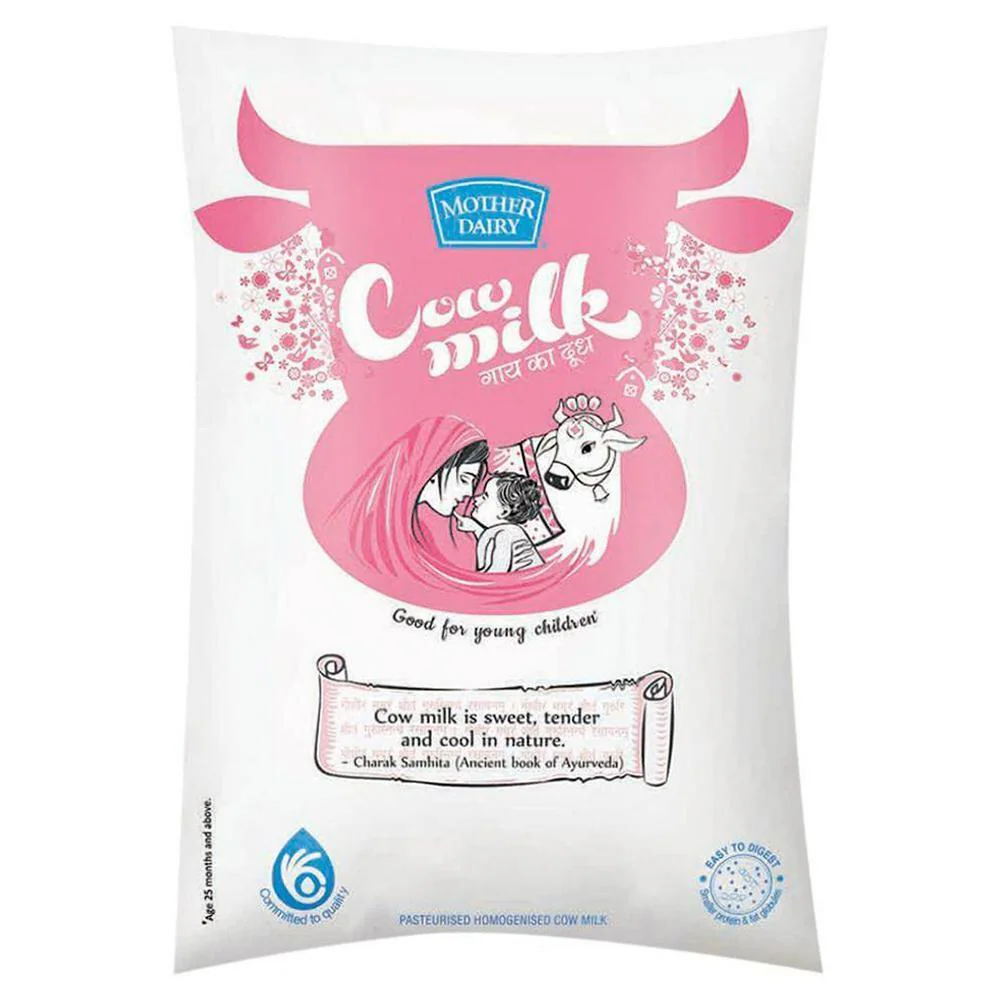 MOTHER
DAIRY
Cow
milk
गाय का दूध
Good for young children*
Cow milk is sweet, tender
and cool in nature.
- Charak Samhita (Ancient book of Ayurveda)
*Age 25 months and above.
Committed to quality
PASTEURISED HOMOGENISED COW MILK
EASY TO DIGEST
Smaller protein & fat globules